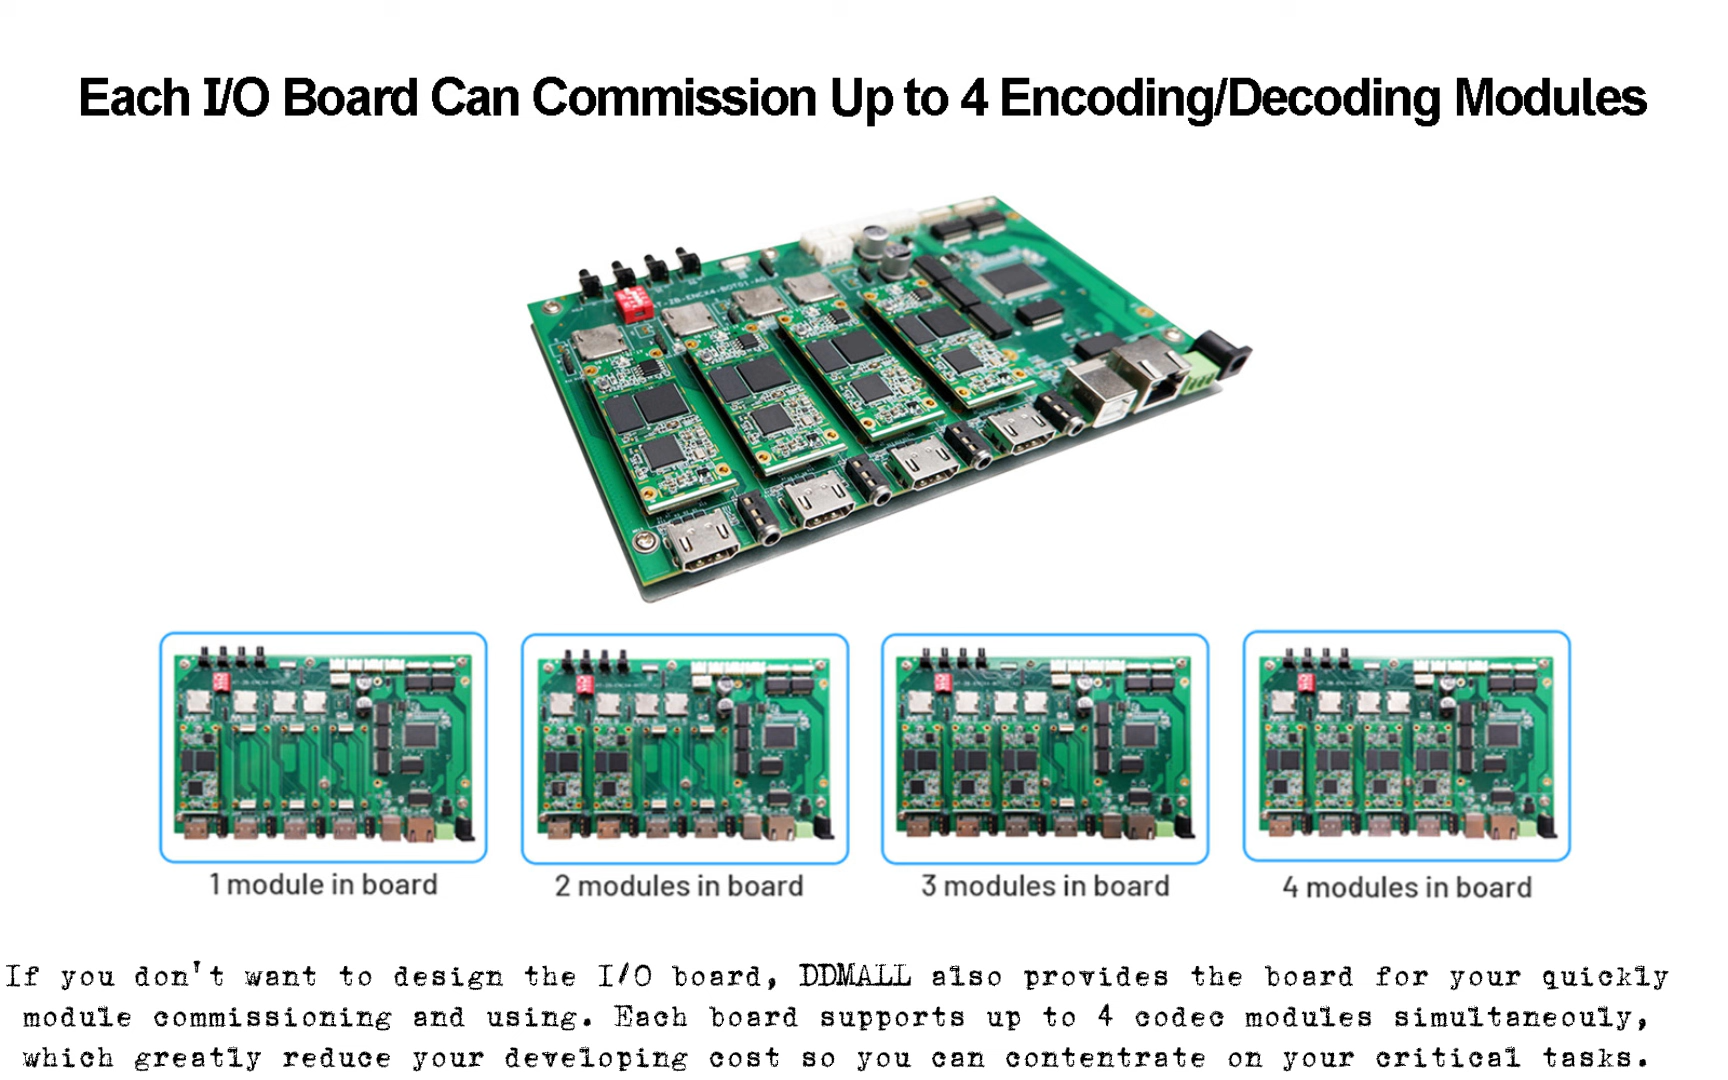 Each I/O Board Can Commission Up to 4 Encoding/Decoding Modules
1 module in board
2 modules in board
3 modules in board
4 modules in board
If you don't want to design the I/O board, DDMALL also provides the board for your quickly
module commissioning and using. Each board supports up to 4 codec modules simultaneouly,
which greatly reduce your developing cost so you can contentrate on your critical tasks.